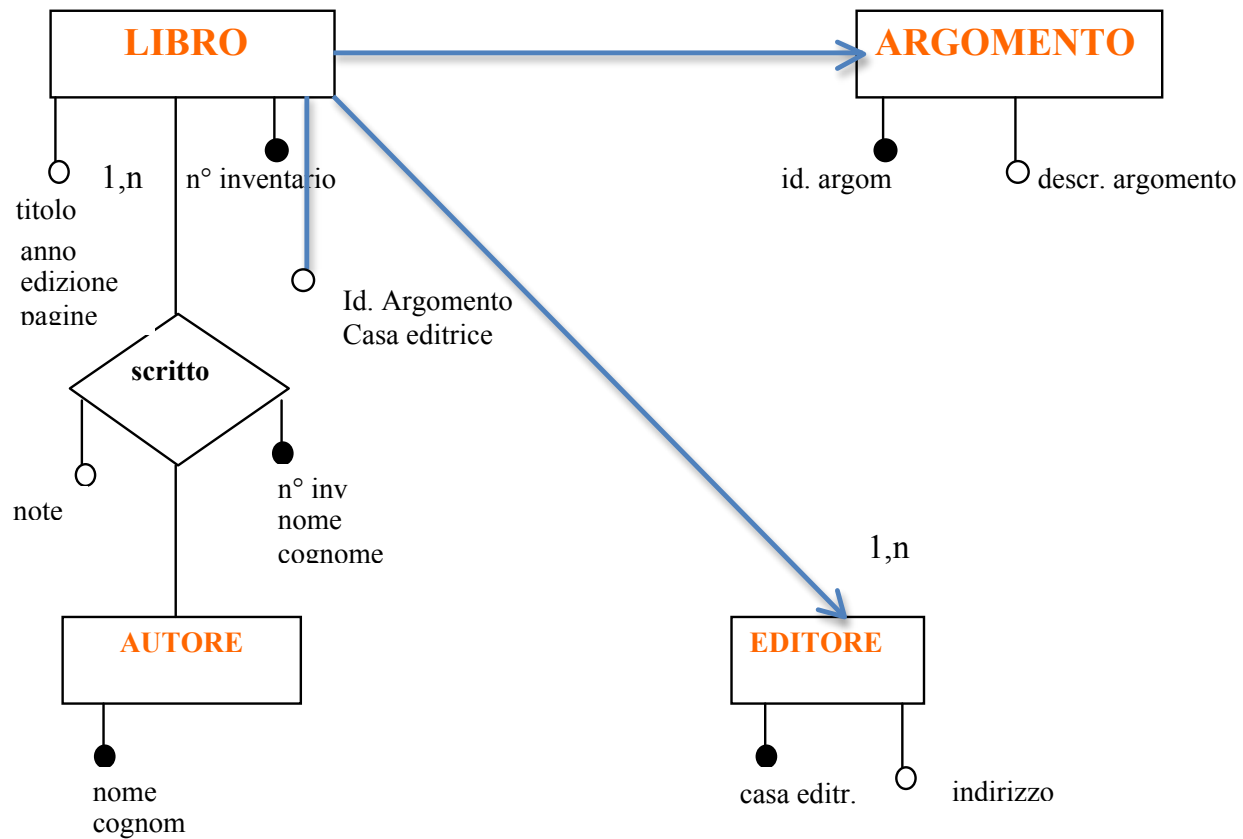 LIBRO
ARGOMENTO
1,n
n° inventario
id. argom
descr. argomento
titolo
anno
edizione
pagine
Id. Argomento
Casa editrice
scritto
note
n° inv
nome
cognome
1,n
AUTORE
EDITORE
nome
cognom
casa editr.
indirizzo